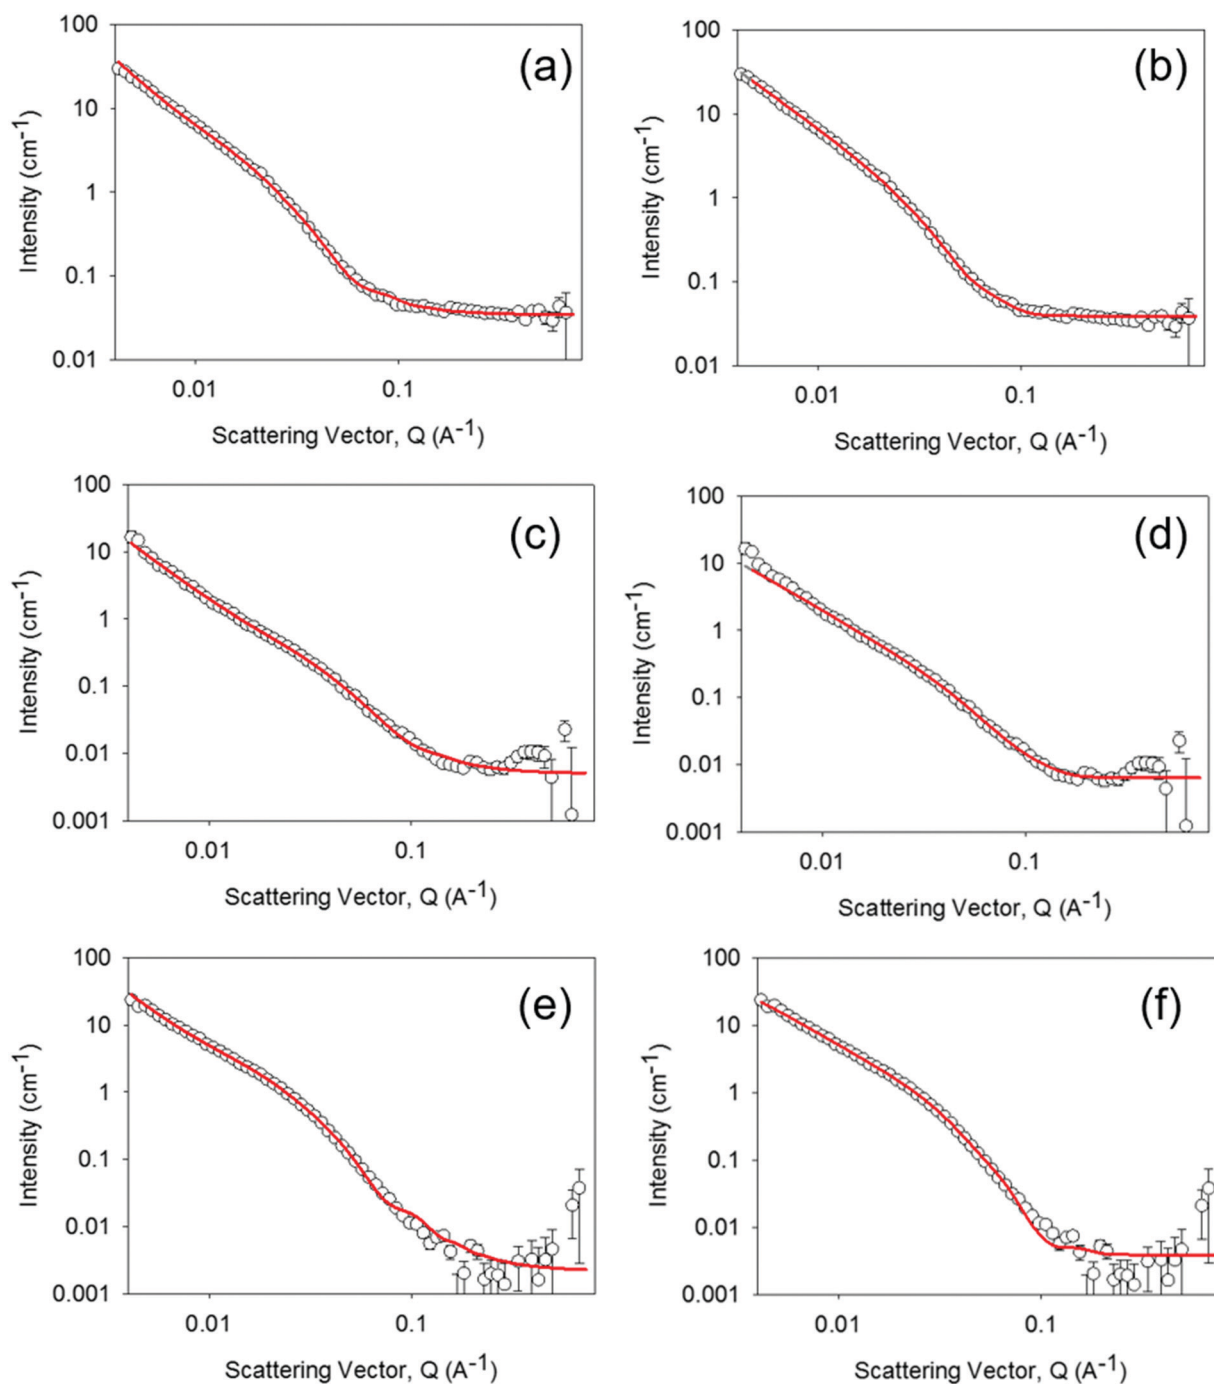 100
(a)
10
1
0.1
0.01
Intensity (cm-1)
0.01 0.1
Scattering Vector, Q (A-1)
100
(b)
10
1
0.1
0.01
Intensity (cm-1)
0.01 0.1
Scattering Vector, Q (A-1)
100
(c)
10
1
0.1
0.01
0.001
Intensity (cm-1)
0.01 0.1
Scattering Vector, Q (A-1)
100
(d)
10
1
0.1
0.01
0.001
Intensity (cm-1)
0.01 0.1
Scattering Vector, Q (A-1)
100
(e)
10
1
0.1
0.01
0.001
Intensity (cm-1)
0.01 0.1
Scattering Vector, Q (A-1)
100
(f)
10
1
0.1
0.01
0.001
Intensity (cm-1)
0.01 0.1
Scattering Vector, Q (A-1)